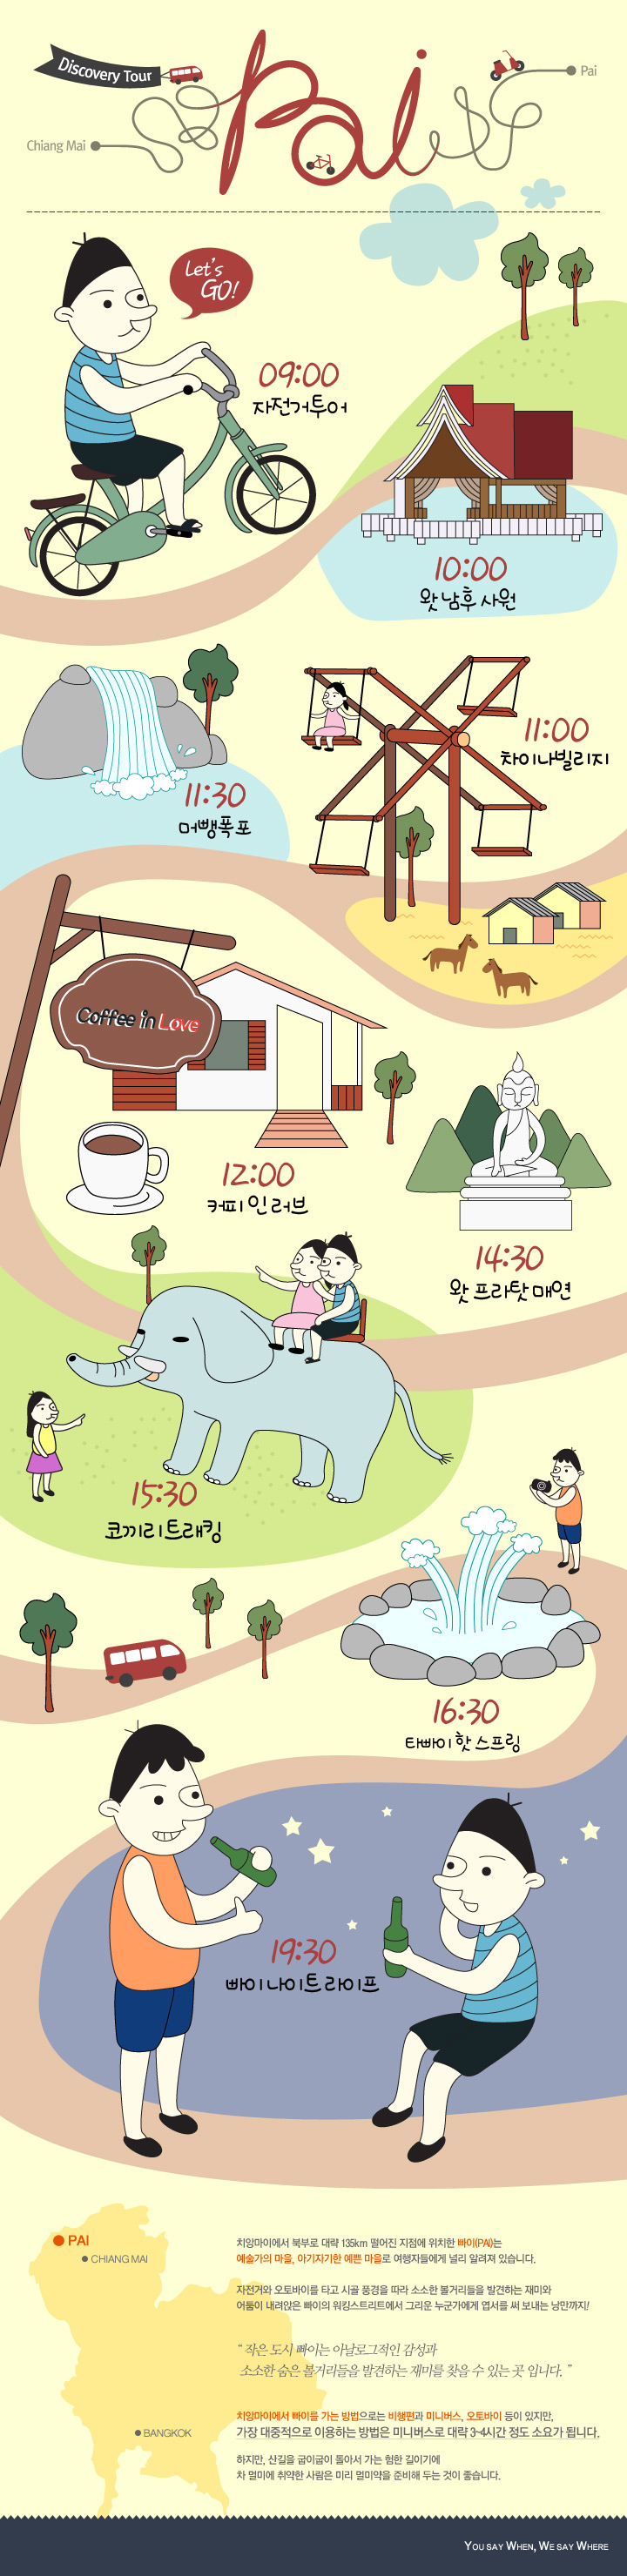 Discovery Tour
Pai
Pai
Chiang Mai
Let's
GO!
09:00
자전거투어
10:00
왓 남후 사원
11:00
차이나빌리지
11:30
머뺑폭포
Coffee in Love
12:00
커피 인 러브
14:30
왓 프라탓 매연
15:30
코끼리 트래킹
16:30
타빠이 핫 스프링
19:30
빠이 나이트 라이프
PAI
CHIANG MAI
BANGKOK
치앙마이에서 북부로 대략 135km 떨어진 지점에 위치한 빠이(PAI)는
예술가의 마을, 아기자기한 예쁜 마을로 여행자들에게 널리 알려져 있습니다.
자전거와 오토바이를 타고 시골 풍경을 따라 소소한 볼거리들을 발견하는 재미와
어둠이 내려앉은 빠이의 워킹스트리트에서 그리운 누군가에게 엽서를 써 보내는 낭만까지!
“ 작은 도시 빠이는 아날로그적인 감성과
소소한 숨은 볼거리들을 발견하는 재미를 찾을 수 있는 곳 입니다. ”
치앙마이에서 빠이를 가는 방법으로는 비행편과 미니버스, 오토바이 등이 있지만,
가장 대중적으로 이용하는 방법은 미니버스로 대략 3~4시간 정도 소요가 됩니다.
하지만, 산길을 굽이굽이 돌아서 가는 험한 길이기에
차 멀미에 취약한 사람은 미리 멀미약을 준비해 두는 것이 좋습니다.
YOU SAY WHEN, WE SAY WHERE